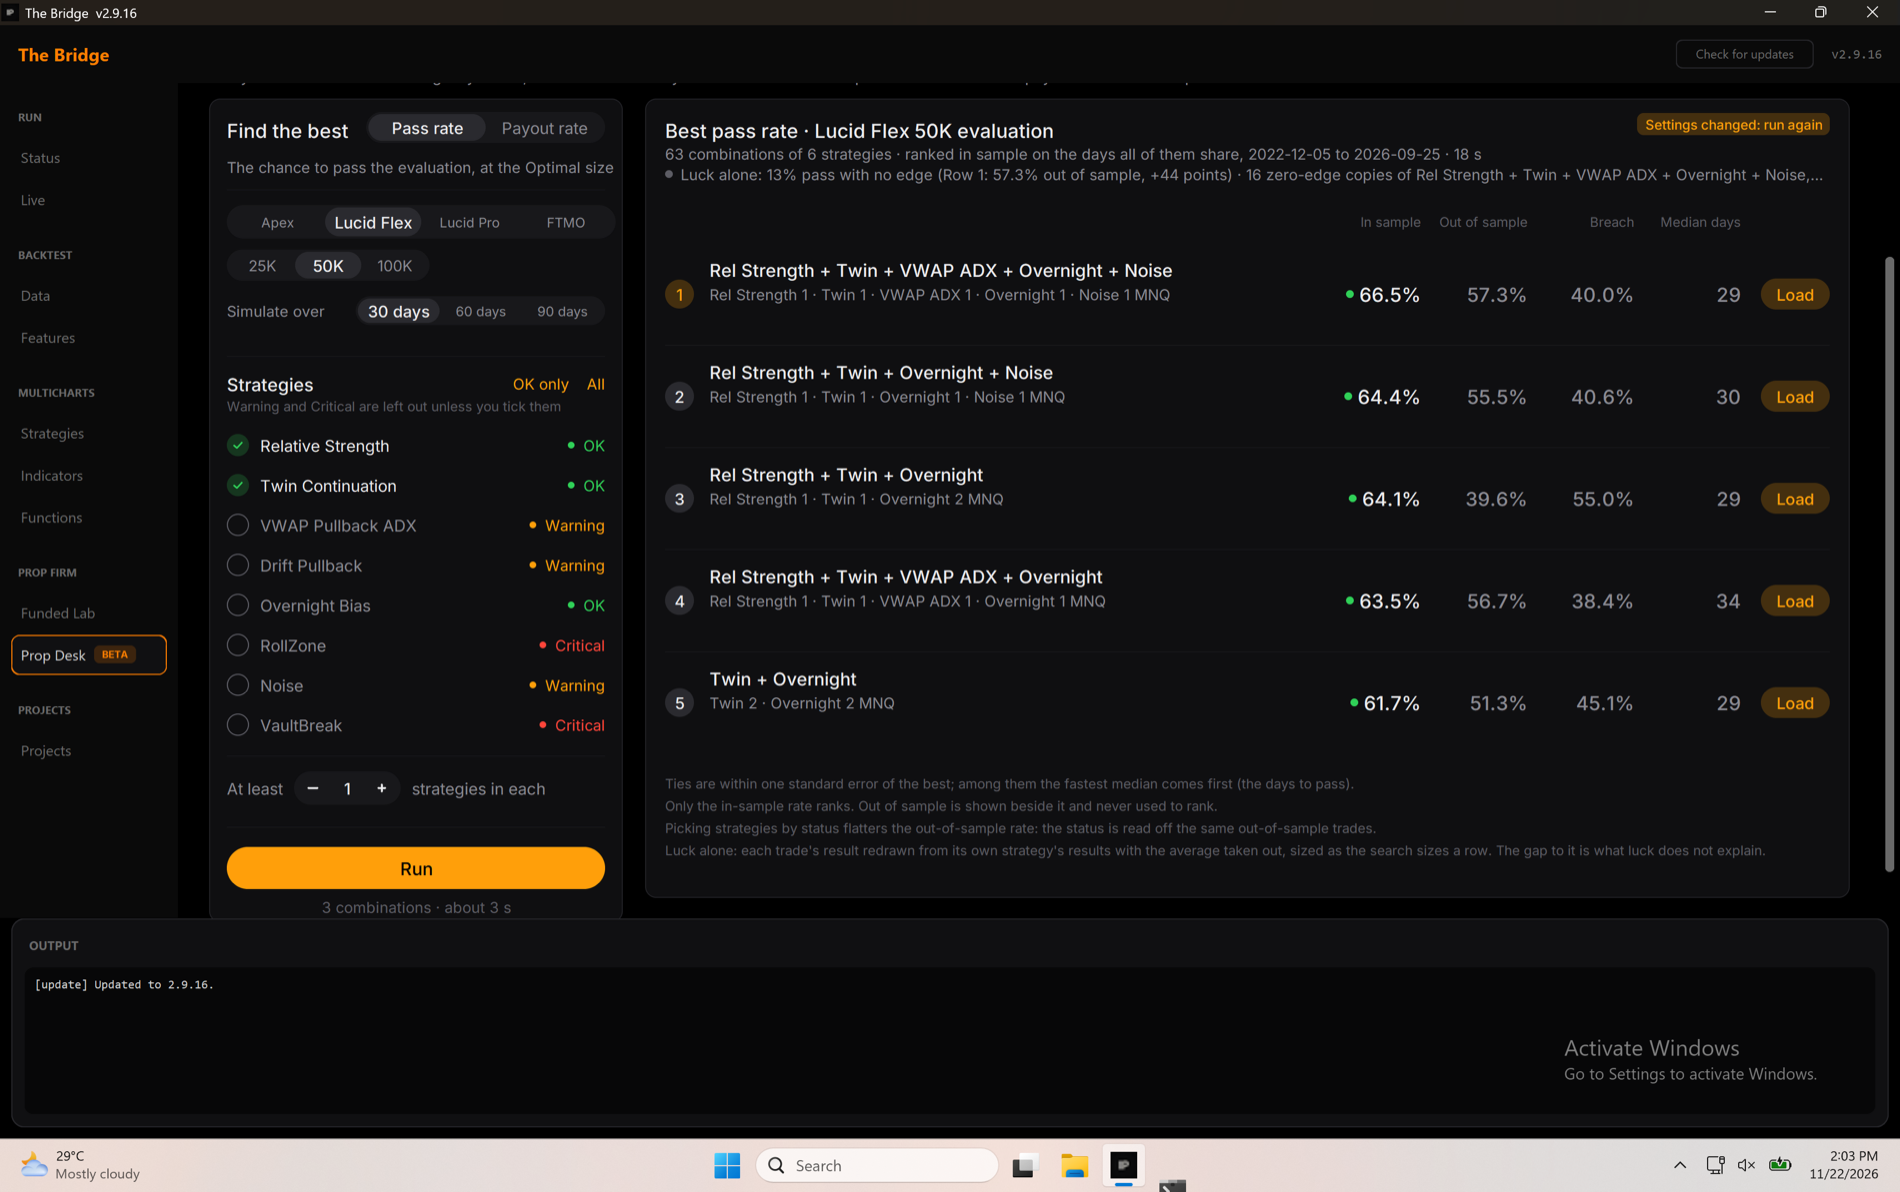 The Bridge v2.9.16
The Bridge
Check for updates
v2.9.16
RUN
Status
Live
BACKTEST
Data
Features
MULTICHARTS
Strategies
Indicators
Functions
PROP FIRM
Funded Lab
Prop Desk BETA
PROJECTS
Projects
Find the best Pass rate Payout rate
The chance to pass the evaluation, at the Optimal size
Apex Lucid Flex Lucid Pro FTMO
25K 50K 100K
Simulate over 30 days 60 days 90 days
Strategies OK only All
Warning and Critical are left out unless you tick them
Relative Strength OK
Twin Continuation OK
VWAP Pullback ADX Warning
Drift Pullback Warning
Overnight Bias OK
RollZone Critical
Noise Warning
VaultBreak Critical
At least − 1 + strategies in each
Run
3 combinations · about 3 s
Best pass rate · Lucid Flex 50K evaluation
Settings changed: run again
63 combinations of 6 strategies · ranked in sample on the days all of them share, 2022-12-05 to 2026-09-25 · 18 s
Luck alone: 13% pass with no edge (Row 1: 57.3% out of sample, +44 points) · 16 zero-edge copies of Rel Strength + Twin + VWAP ADX + Overnight + Noise,...
In sample Out of sample Breach Median days
1 Rel Strength + Twin + VWAP ADX + Overnight + Noise
Rel Strength 1 · Twin 1 · VWAP ADX 1 · Overnight 1 · Noise 1 MNQ
66.5% 57.3% 40.0% 29 Load
2 Rel Strength + Twin + Overnight + Noise
Rel Strength 1 · Twin 1 · Overnight 1 · Noise 1 MNQ
64.4% 55.5% 40.6% 30 Load
3 Rel Strength + Twin + Overnight
Rel Strength 1 · Twin 1 · Overnight 2 MNQ
64.1% 39.6% 55.0% 29 Load
4 Rel Strength + Twin + VWAP ADX + Overnight
Rel Strength 1 · Twin 1 · VWAP ADX 1 · Overnight 1 MNQ
63.5% 56.7% 38.4% 34 Load
5 Twin + Overnight
Twin 2 · Overnight 2 MNQ
61.7% 51.3% 45.1% 29 Load
Ties are within one standard error of the best; among them the fastest median comes first (the days to pass).
Only the in-sample rate ranks. Out of sample is shown beside it and never used to rank.
Picking strategies by status flatters the out-of-sample rate: the status is read off the same out-of-sample trades.
Luck alone: each trade's result redrawn from its own strategy's results with the average taken out, sized as the search sizes a row. The gap to it is what luck does not explain.
OUTPUT
[update] Updated to 2.9.16.
Activate Windows
Go to Settings to activate Windows.
29°C
Mostly cloudy
Search
2:03 PM
11/22/2026